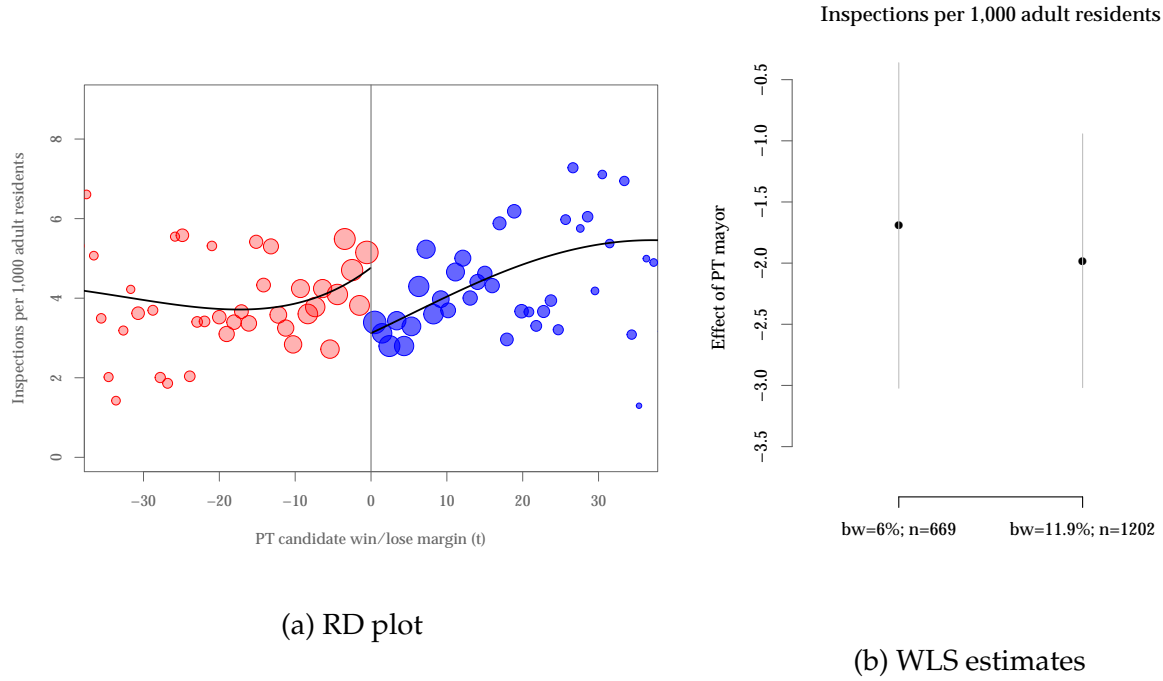 Inspections per 1,000 adult residents
8
6
4
2
0
−30
−20
−10
0
10
20
30
PT candidate win/lose margin (t)
(a) RD plot
Inspections per 1,000 adult residents
Effect of PT mayor
−0.5
−1.0
−1.5
−2.0
−2.5
−3.0
−3.5
bw=6%; n=669
bw=11.9%; n=1202
(b) WLS estimates